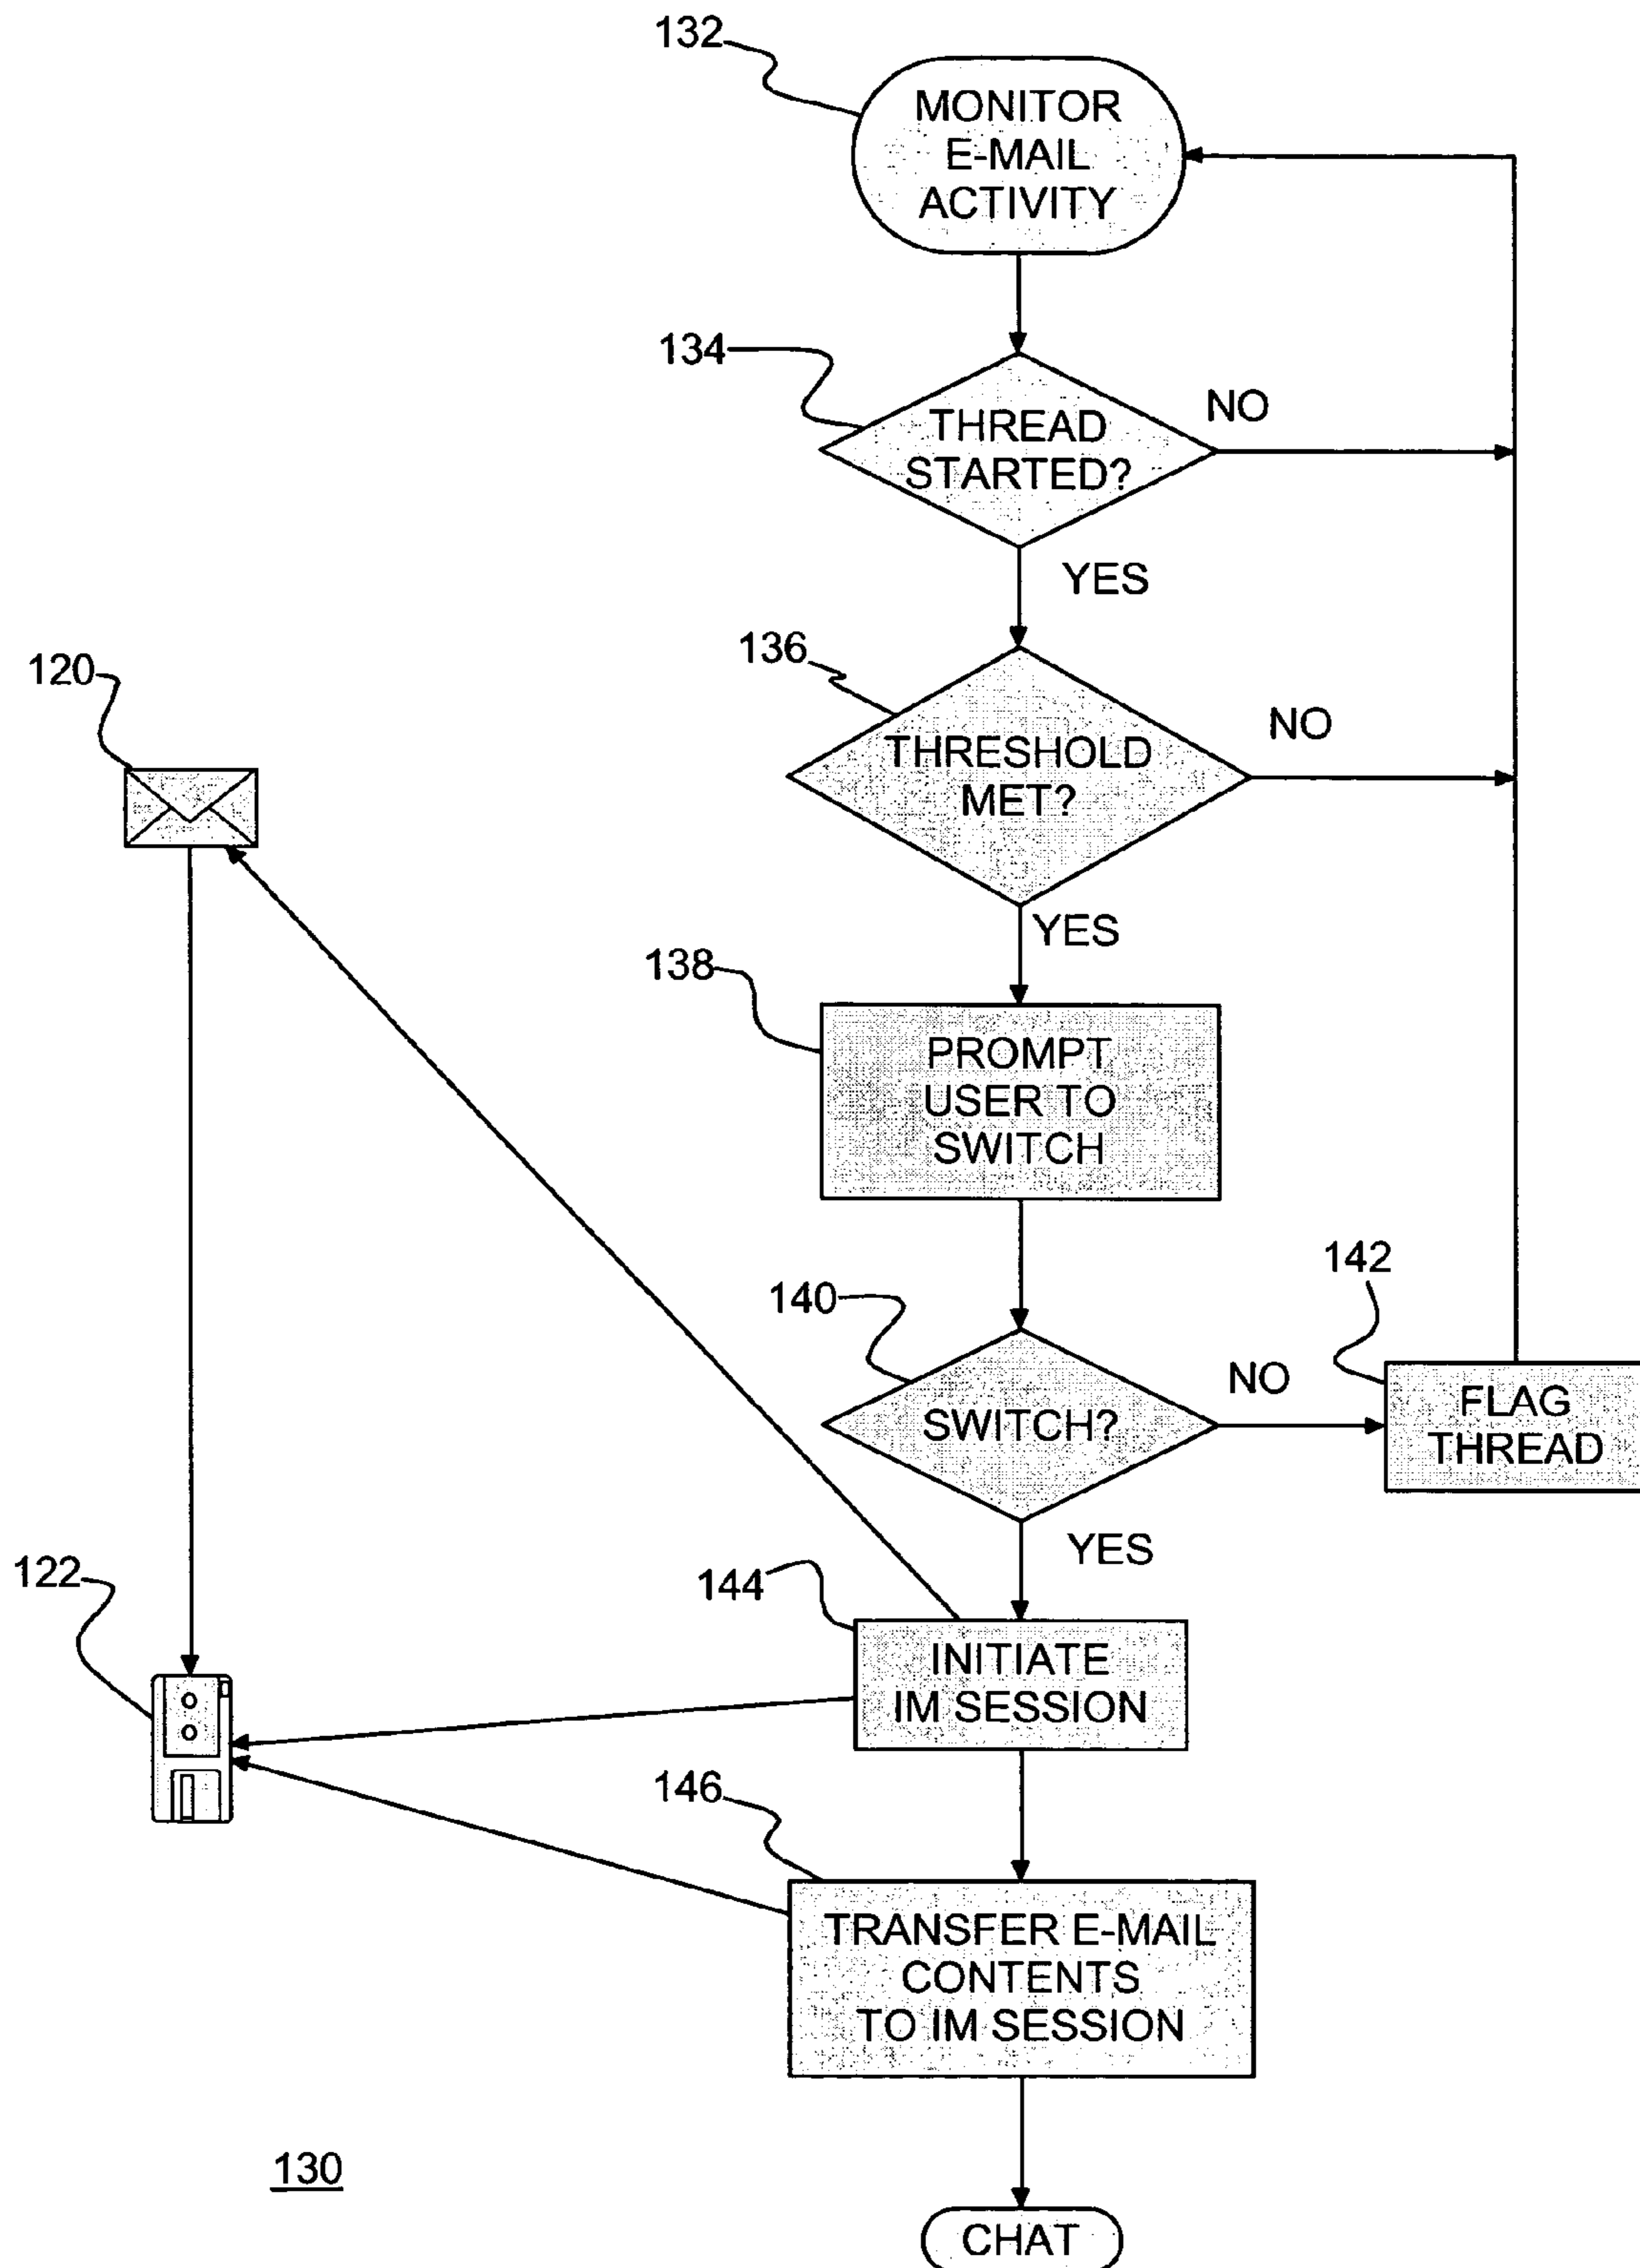 132
MONITOR
E-MAIL
ACTIVITY
134
THREAD
STARTED?
NO
YES
136
THRESHOLD
MET?
NO
120
YES
138
PROMPT
USER TO
SWITCH
142
140
SWITCH?
NO
FLAG
THREAD
YES
122
144
INITIATE
IM SESSION
146
TRANSFER E-MAIL
CONTENTS
TO IM SESSION
130
CHAT